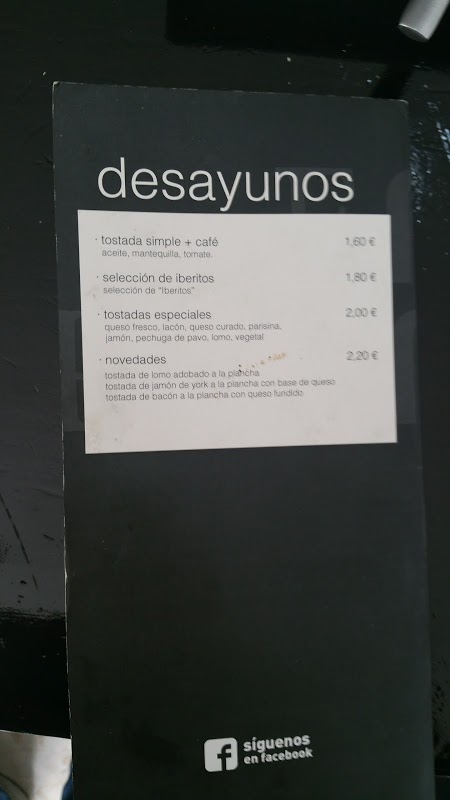 desayunos
· tostada simple + café 1,60 €
aceite, mantequilla, tomate.
· selección de iberitos 1,80 €
selección de "Iberitos"
· tostadas especiales 2,00 €
queso fresco, lacón, queso curado, parisina,
jamón, pechuga de pavo, lomo, vegetal
· novedades 2,20 €
tostada de lomo adobado a la plancha
tostada de jamón de york a la plancha con base de queso
tostada de bacón a la plancha con queso fundido
f síguenos
en facebook